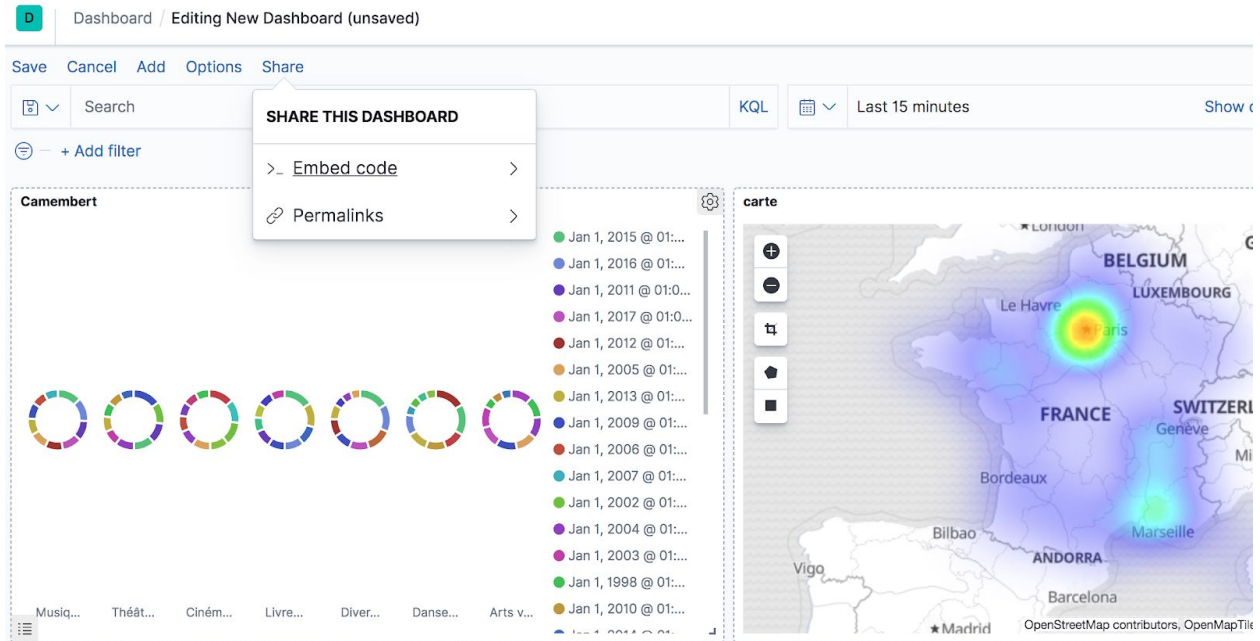 D Dashboard / Editing New Dashboard (unsaved)
Save Cancel Add Options Share
Search KQL Last 15 minutes Show
+ Add filter
SHARE THIS DASHBOARD
Embed code
Permalinks
Camembert
Jan 1, 2015 @ 01:...
Jan 1, 2016 @ 01:...
Jan 1, 2011 @ 01:0...
Jan 1, 2017 @ 01:0...
Jan 1, 2012 @ 01:...
Jan 1, 2005 @ 01:...
Jan 1, 2013 @ 01:...
Jan 1, 2009 @ 01:...
Jan 1, 2006 @ 01:...
Jan 1, 2007 @ 01:...
Jan 1, 2002 @ 01:...
Jan 1, 2004 @ 01:...
Jan 1, 2003 @ 01:...
Jan 1, 1998 @ 01:...
Jan 1, 2010 @ 01:...
Musiq... Théât... Ciném... Livre... Diver... Danse... Arts v...
carte
London
BELGIUM
LUXEMBOURG
Le Havre
Paris
FRANCE
SWITZERL
Genève
Mi
Bordeaux
Bilbao
Marseille
Vigo
ANDORRA
Barcelona
Madrid
OpenStreetMap contributors, OpenMapTile